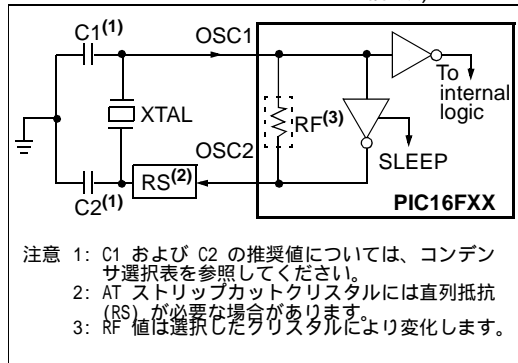 C1(1)
OSC1
To
internal
logic
XTAL
RF(3)
OSC2
SLEEP
RS(2)
C2(1)
PIC16FXX
注意 1: C1 および C2 の推奨値については、コンデン
サ選択表を参照してください。
2: AT ストリップカットクリスタルには直列抵抗
(RS) が必要な場合があります。
3: RF 値は選択したクリスタルにより変化します。